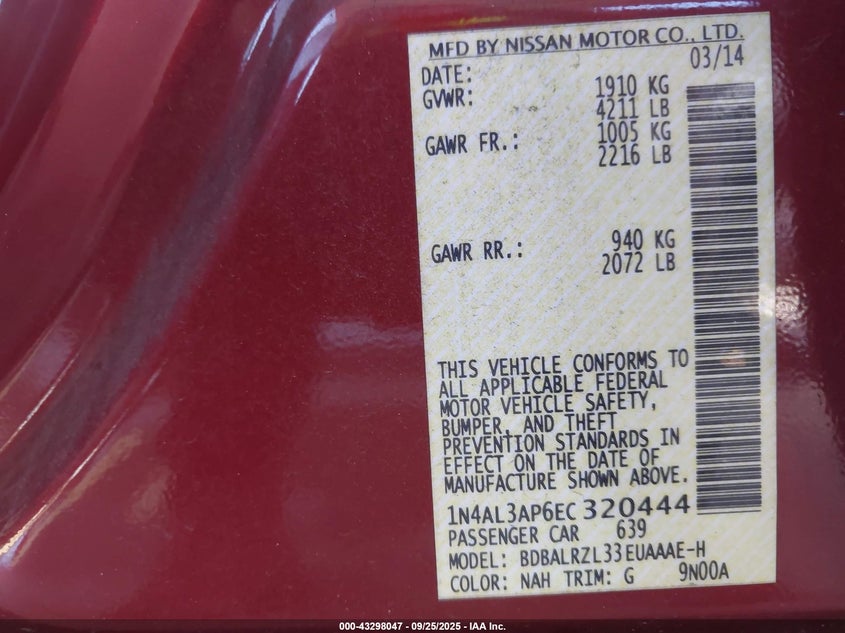 MFD BY NISSAN MOTOR CO., LTD.
DATE: 03/14
GVWR: 1910 KG
4211 LB
GAWR FR.: 1005 KG
2216 LB
GAWR RR.: 940 KG
2072 LB
THIS VEHICLE CONFORMS TO
ALL APPLICABLE FEDERAL
MOTOR VEHICLE SAFETY,
BUMPER, AND THEFT
PREVENTION STANDARDS IN
EFFECT ON THE DATE OF
MANUFACTURE SHOWN ABOVE.
1N4AL3AP6EC 320444
PASSENGER CAR 639
MODEL: BDBALRZL33EUAAAE-H
COLOR: NAH TRIM: G 9N00A
000-43298047 - 09/25/2025 - IAA Inc.